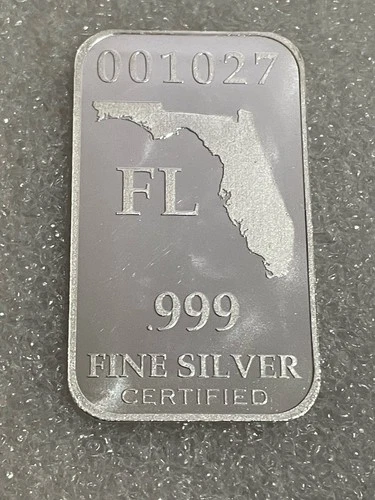 001027
FL
.999
FINE SILVER
CERTIFIED